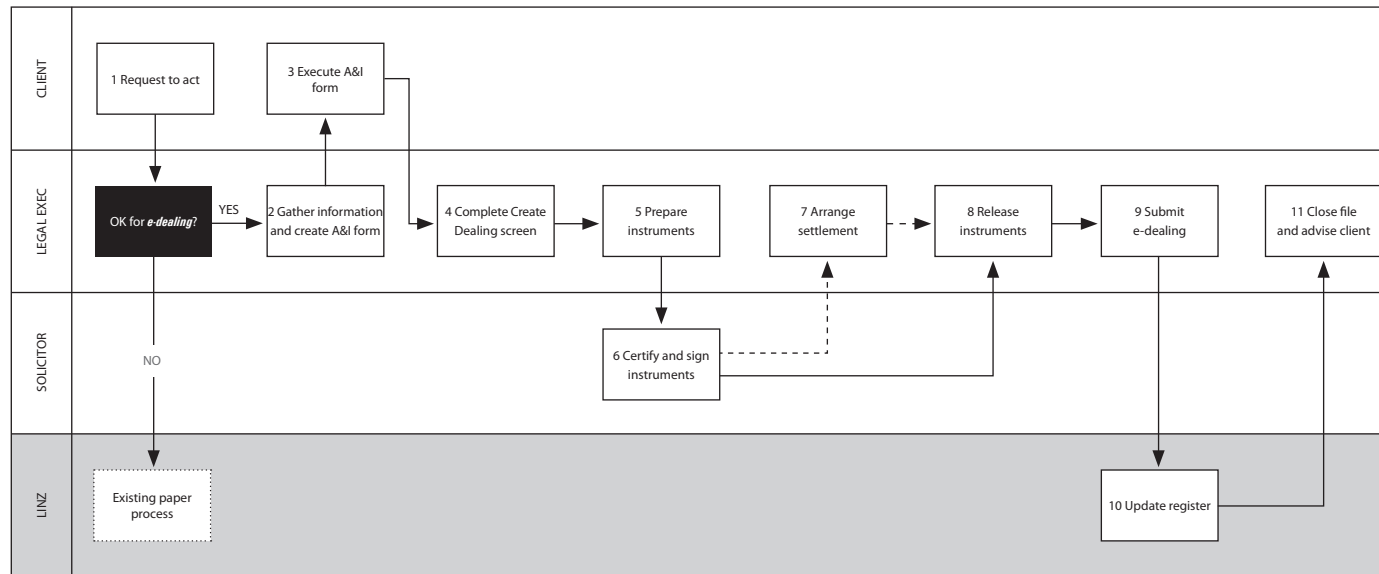 CLIENT
1 Request to act
3 Execute A&I
form
LEGAL EXEC
OK for e-dealing?
YES
2 Gather information
and create A&I form
4 Complete Create
Dealing screen
5 Prepare
instruments
7 Arrange
settlement
8 Release
instruments
9 Submit
e-dealing
11 Close file
and advise client
SOLICITOR
NO
6 Certify and sign
instruments
LINZ
Existing paper
process
10 Update register